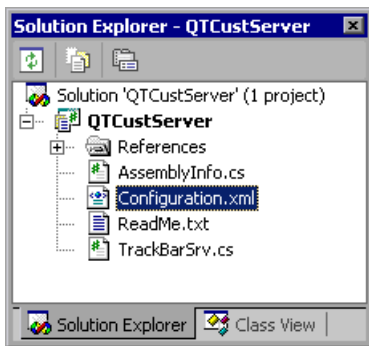 Solution Explorer - QTCustServer
Solution 'QTCustServer' (1 project)
QTCustServer
References
AssemblyInfo.cs
Configuration.xml
ReadMe.txt
TrackBarSrv.cs
Solution Explorer Class View